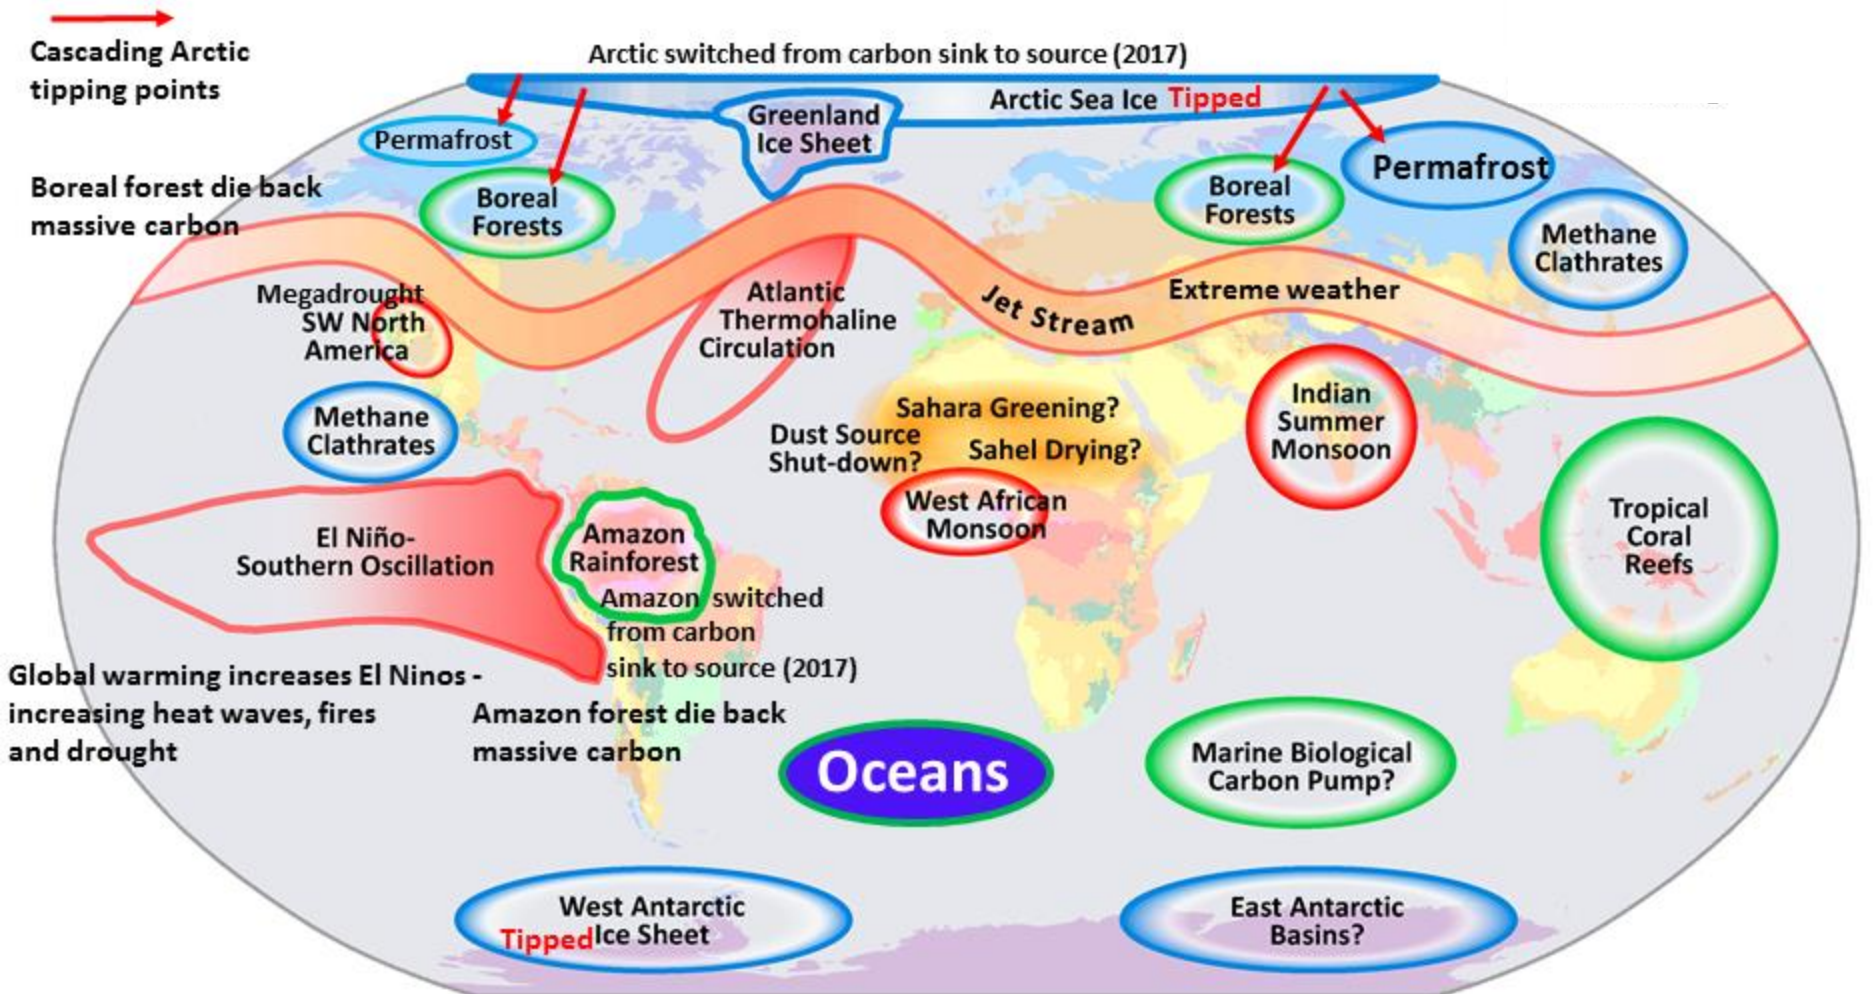 Cascading Arctic
tipping points
Arctic switched from carbon sink to source (2017)
Arctic Sea Ice Tipped
Greenland
Ice Sheet
Permafrost
Boreal
Forests
Boreal forest die back
massive carbon
Boreal
Forests
Permafrost
Methane
Clathrates
Megadrought
SW North
America
Atlantic
Thermohaline
Circulation
Jet Stream
Extreme weather
Methane
Clathrates
Sahara Greening?
Dust Source
Shut-down?
Sahel Drying?
West African
Monsoon
Indian
Summer
Monsoon
Tropical
Coral
Reefs
El Niño-
Southern Oscillation
Amazon
Rainforest
Amazon switched
from carbon
sink to source (2017)
Global warming increases El Ninos -
increasing heat waves, fires
and drought
Amazon forest die back
massive carbon
Oceans
Marine Biological
Carbon Pump?
West Antarctic
Tipped Ice Sheet
East Antarctic
Basins?